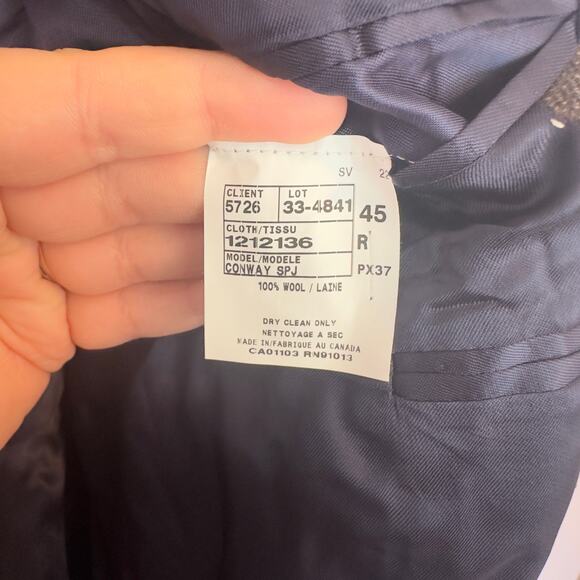 SV 22
CLIENT LOT
5726 33-4841 45
CLOTH/TISSU
1212136 R
MODEL/MODELE
CONWAY SPJ PX37
100% WOOL / LAINE
DRY CLEAN ONLY
NETTOYAGE A SEC
MADE IN/FABRIQUE AU CANADA
CA01103 RN91013